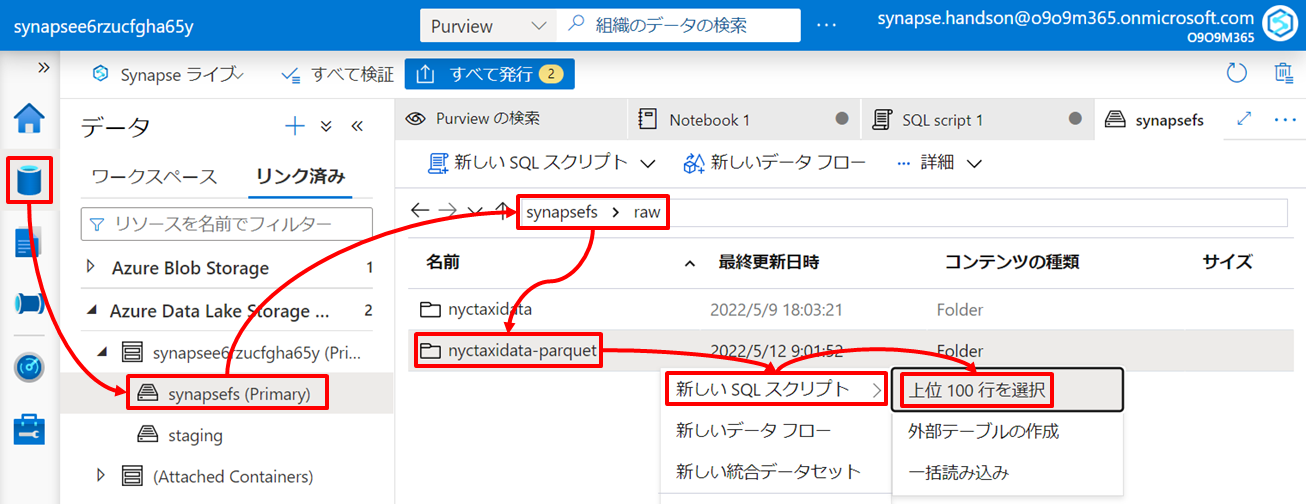 synapsee6rzucfgha65y
Purview
組織のデータの検索
synapse.handson@o9o9m365.onmicrosoft.com
O9O9M365
Synapse ライブ
すべて検証
すべて発行 2
データ
ワークスペース
リンク済み
リソースを名前でフィルター
Azure Blob Storage 1
Azure Data Lake Storage ... 2
synapsee6rzucfgha65y (Pri...
synapsefs (Primary)
staging
(Attached Containers)
Purview の検索
Notebook 1
SQL script 1
synapsefs
新しい SQL スクリプト
新しいデータ フロー
詳細
synapsefs > raw
名前 最終更新日時 コンテンツの種類 サイズ
nyctaxidata 2022/5/9 18:03:21 Folder
nyctaxidata-parquet 2022/5/12 9:01:52 Folder
新しい SQL スクリプト
新しいデータ フロー
新しい統合データセット
上位 100 行を選択
外部テーブルの作成
一括読み込み